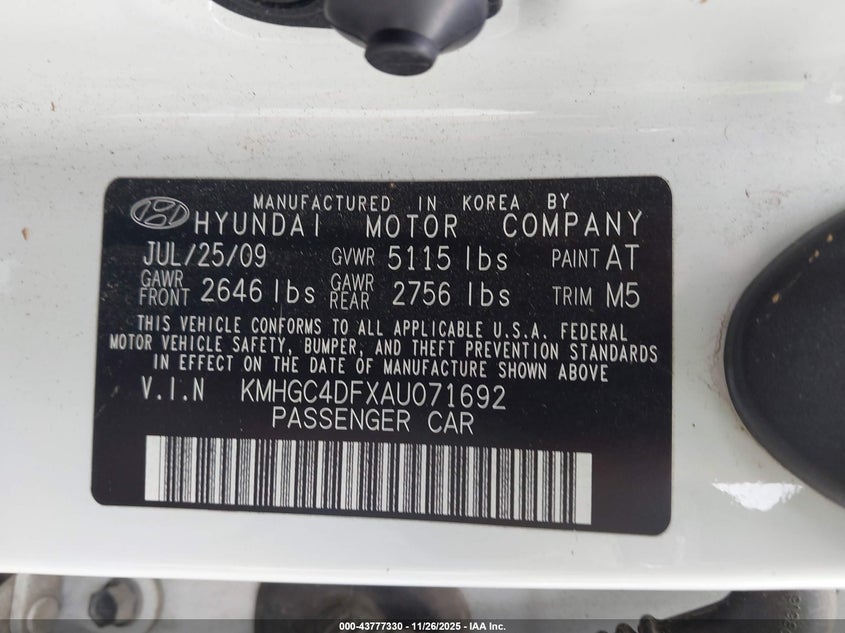 MANUFACTURED IN KOREA BY
HYUNDAI MOTOR COMPANY
JUL/25/09 GVWR 5115 lbs PAINT AT
GAWR FRONT 2646 lbs GAWR REAR 2756 lbs TRIM M5
THIS VEHICLE CONFORMS TO ALL APPLICABLE U.S.A. FEDERAL
MOTOR VEHICLE SAFETY, BUMPER, AND THEFT PREVENTION STANDARDS
IN EFFECT ON THE DATE OF MANUFACTURE SHOWN ABOVE
V.I.N KMHGC4DFXAU071692
PASSENGER CAR
000-43777330 - 11/26/2025 - IAA Inc.